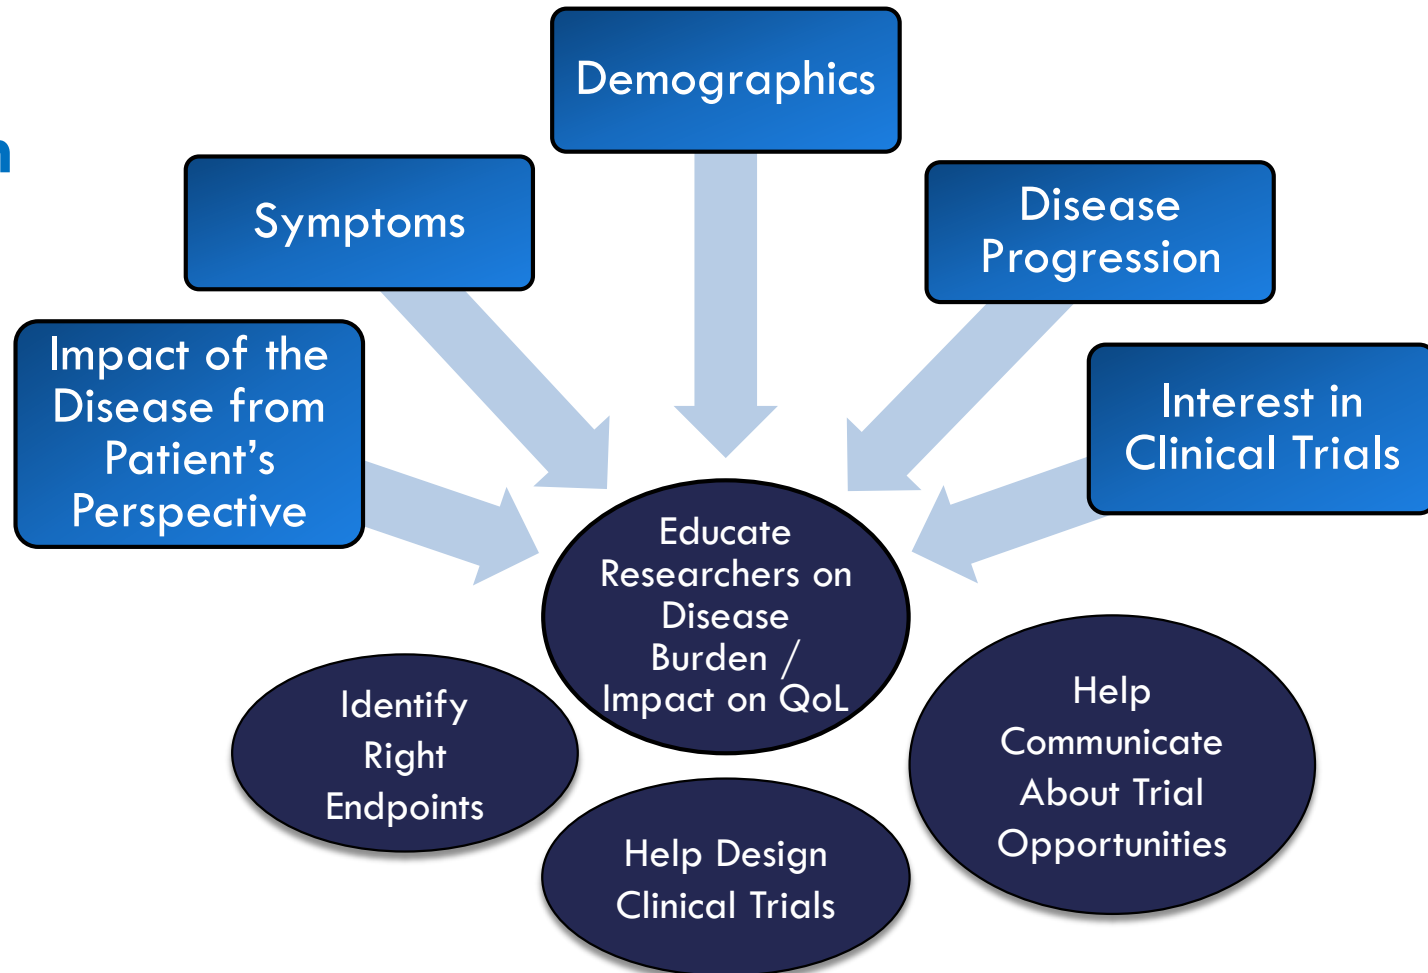 Demographics
Symptoms
Disease
Progression
Impact of the
Disease from
Patient’s
Perspective
Interest in
Clinical Trials
Educate
Researchers on
Disease
Burden /
Impact on QoL
Identify
Right
Endpoints
Help
Communicate
About Trial
Opportunities
Help Design
Clinical Trials